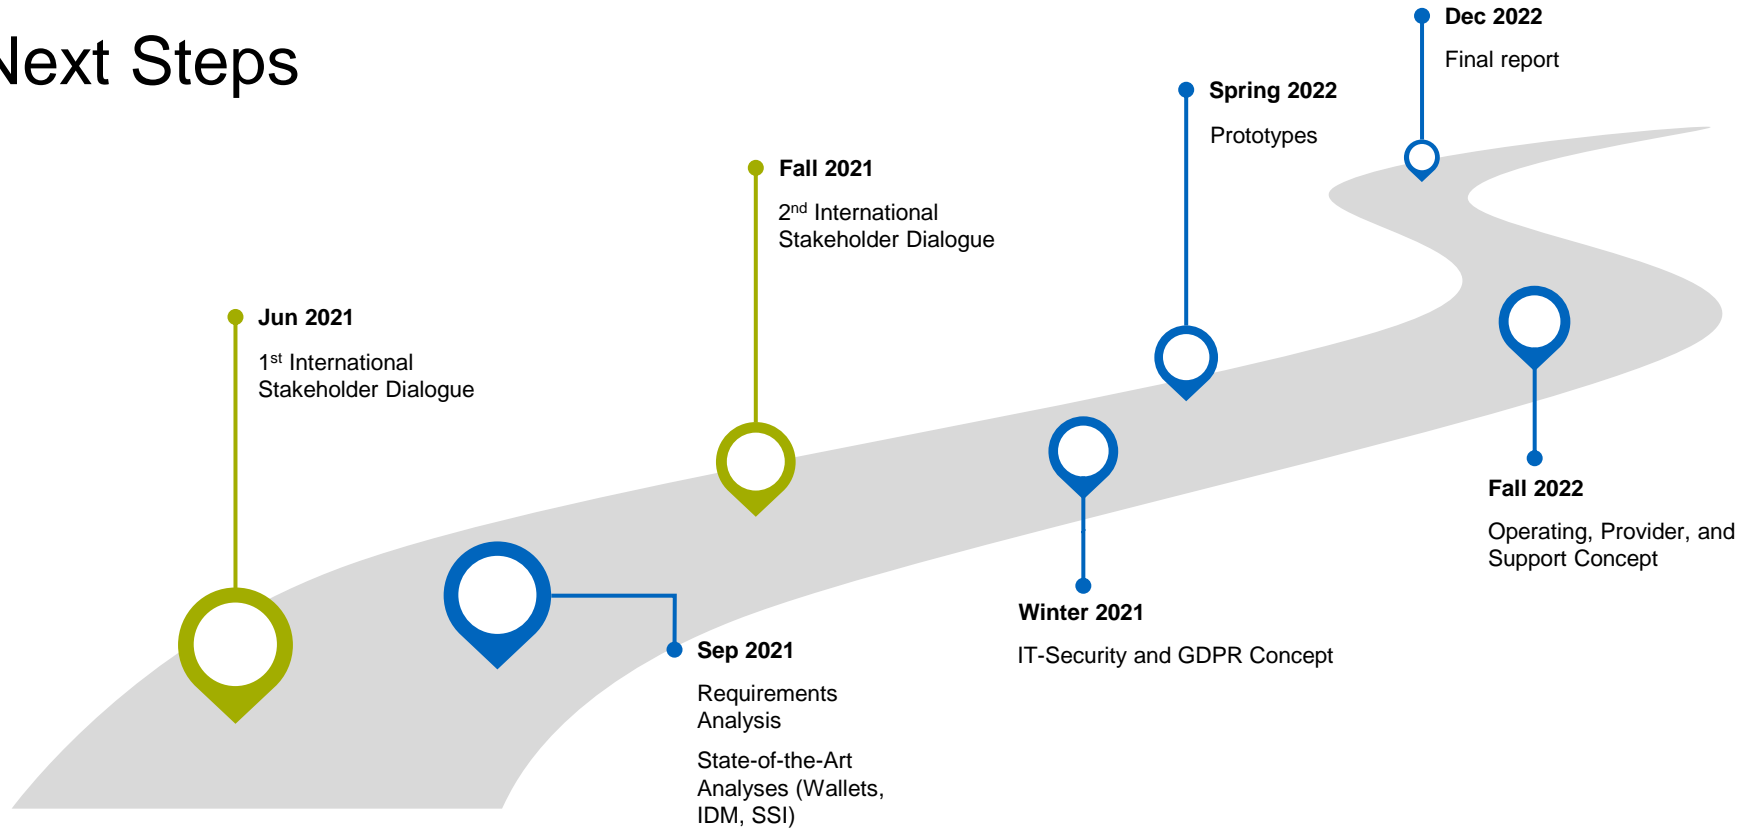 Next Steps
Jun 2021
1st International
Stakeholder Dialogue
Sep 2021
Requirements
Analysis
State-of-the-Art
Analyses (Wallets,
IDM, SSI)
Fall 2021
2nd International
Stakeholder Dialogue
Winter 2021
IT-Security and GDPR Concept
Spring 2022
Prototypes
Fall 2022
Operating, Provider, and
Support Concept
Dec 2022
Final report